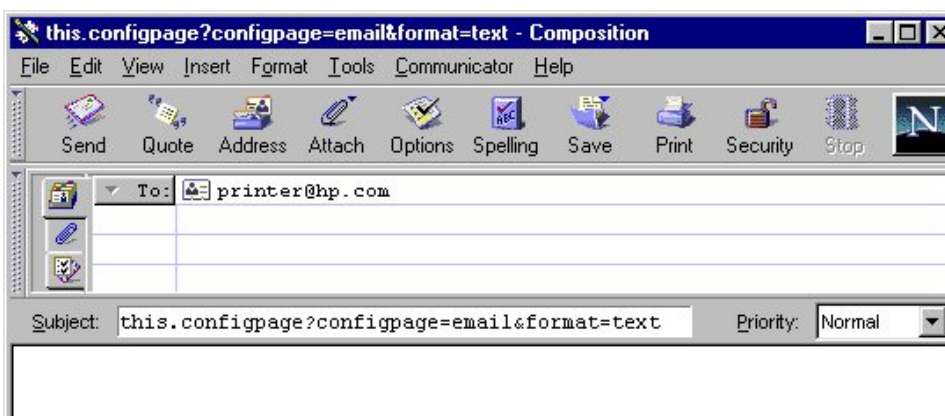 this.configpage?configpage=email&format=text - Composition
File Edit View Insert Format Tools Communicator Help
Send Quote Address Attach Options Spelling Save Print Security Stop
N
To: printer@hp.com
Subject: this.configpage?configpage=email&format=text Priority: Normal